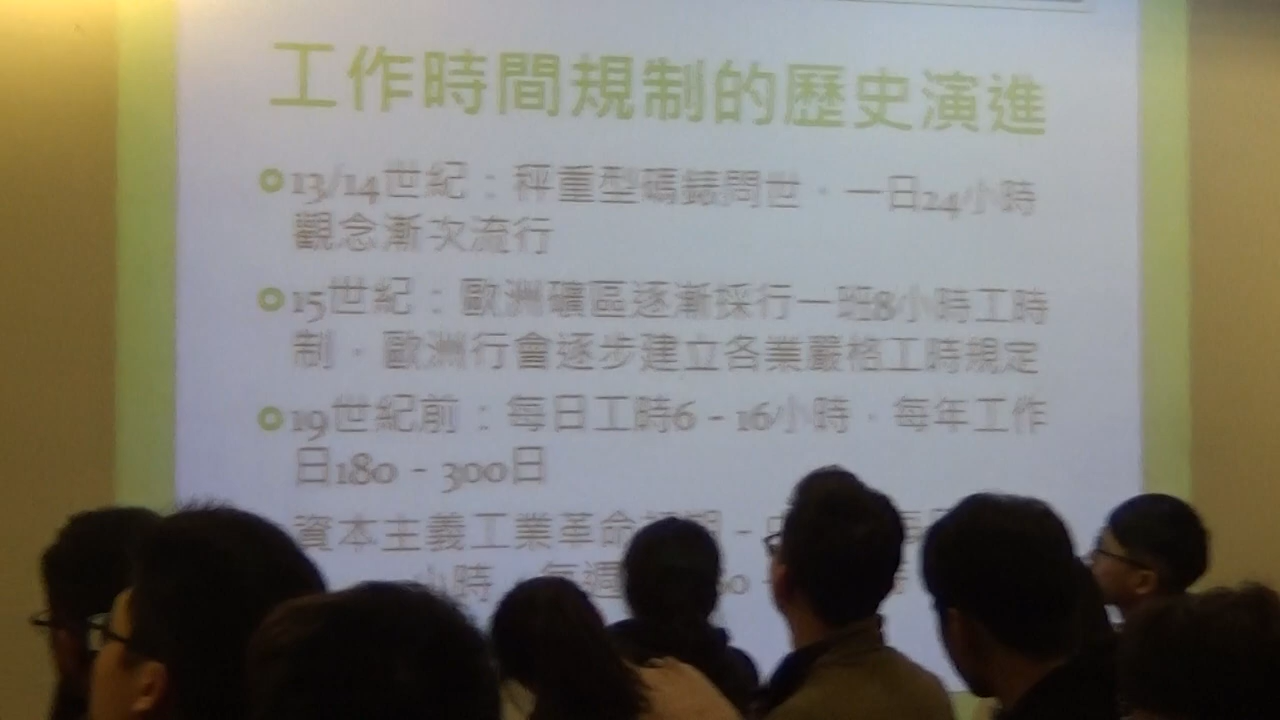 工作時間規制的歷史演進
13/14世紀：秤重型碼錶問世，一日24小時
觀念漸次流行
15世紀：歐洲礦區逐漸採行一班8小時工時
制，歐洲行會逐步建立各業嚴格工時規定
19世紀前：每日工時6 - 16小時，每年工作
日180 - 300日
資本主義工業革命
小時，每週